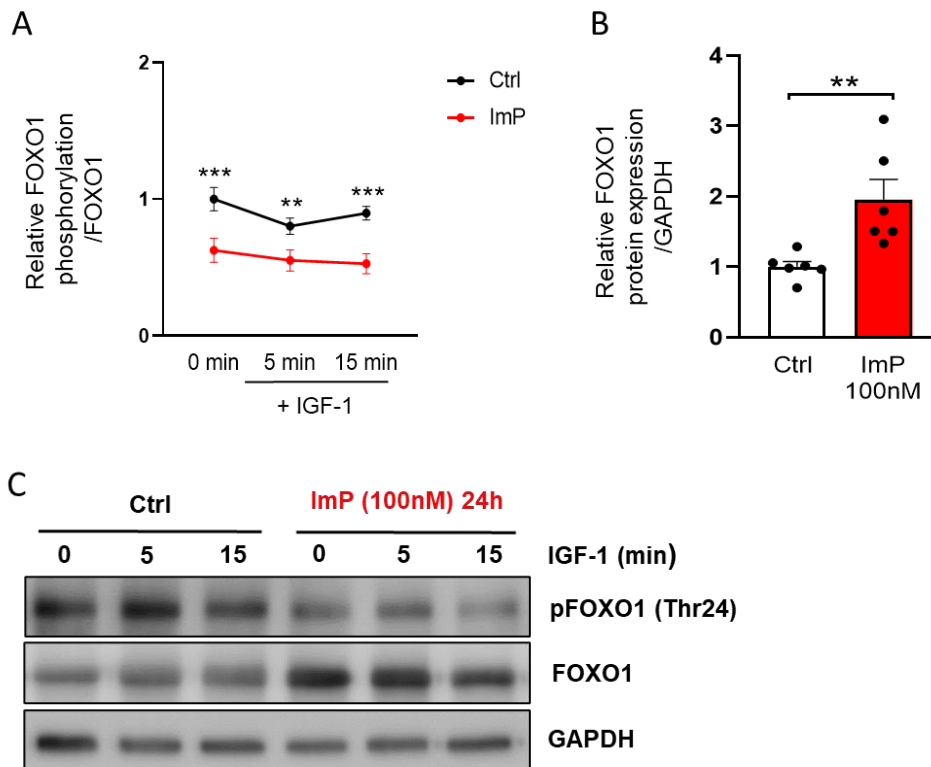 A
Relative FOXO1
phosphorylation
/FOXO1
2
1
0
***
**
***
Ctrl
ImP
0 min 5 min 15 min
+ IGF-1
B
Relative FOXO1
protein expression
/GAPDH
4
3
2
1
0
**
Ctrl ImP
100nM
C
Ctrl ImP (100nM) 24h
0 5 15 0 5 15 IGF-1 (min)
pFOXO1 (Thr24)
FOXO1
GAPDH